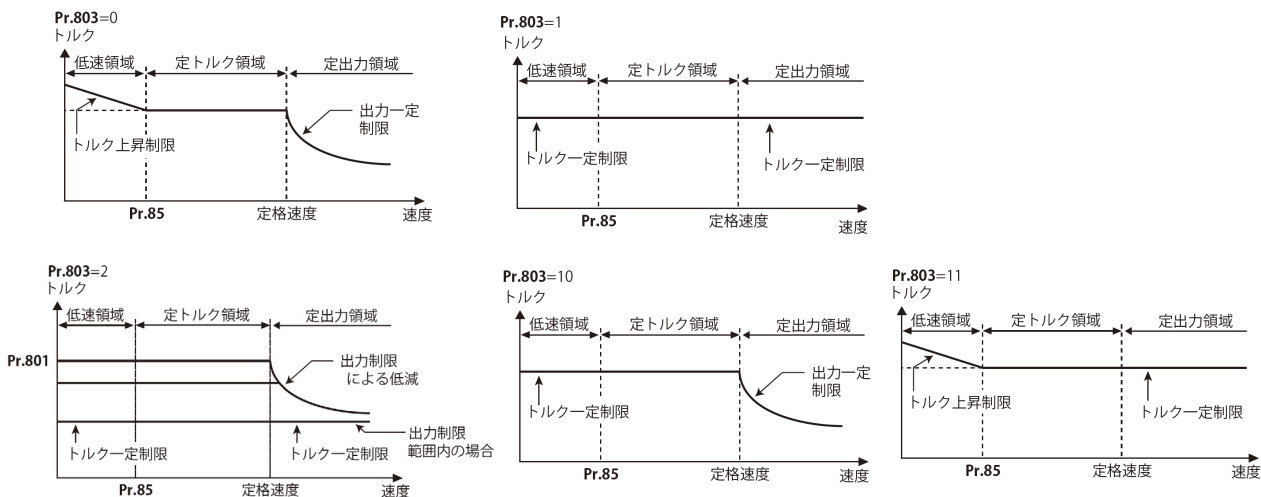 Pr.803=0
トルク
低速領域 定トルク領域 定出力領域
出力一定
制限
トルク上昇制限
Pr.85 定格速度 速度
Pr.803=1
トルク
低速領域 定トルク領域 定出力領域
トルク一定制限 トルク一定制限
Pr.85 定格速度 速度
Pr.803=2
トルク
低速領域 定トルク領域 定出力領域
Pr.801
出力制限
による低減
出力制限
範囲内の場合
トルク一定制限 トルク一定制限
Pr.85 定格速度 速度
Pr.803=10
トルク
低速領域 定トルク領域 定出力領域
出力一定
制限
トルク一定制限
Pr.85 定格速度 速度
Pr.803=11
トルク
低速領域 定トルク領域 定出力領域
トルク上昇制限 トルク一定制限
Pr.85 定格速度 速度